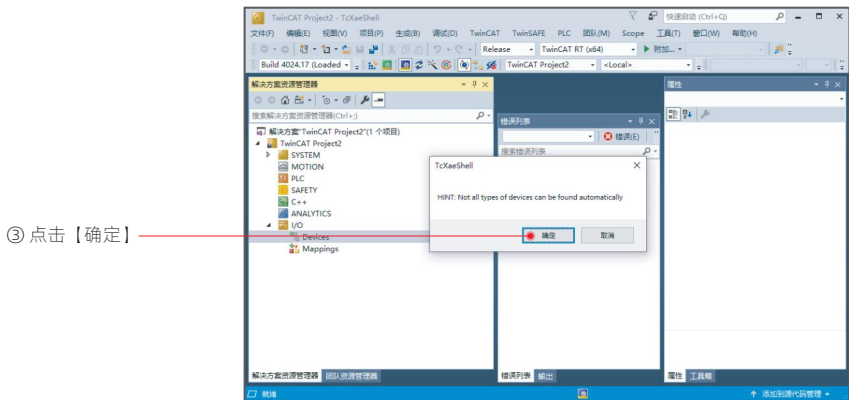 TwinCAT Project2 - TcXaeShell
快速启动 (Ctrl+Q)
文件(F) 编辑(E) 视图(V) 项目(P) 生成(B) 调试(D) TwinCAT TwinSAFE PLC 团队(M) Scope 工具(T) 窗口(W) 帮助(H)
Release TwinCAT RT (x64) 附加...
Build 4024.17 (Loaded TwinCAT Project2 <Local>
解决方案资源管理器
搜索解决方案资源管理器(Ctrl+;)
解决方案"TwinCAT Project2"(1 个项目)
TwinCAT Project2
SYSTEM
MOTION
PLC
SAFETY
C++
ANALYTICS
I/O
Devices
Mappings
错误列表
错误(E)
搜索错误列表
属性
TcXaeShell
HINT: Not all types of devices can be found automatically
确定 取消
③ 点击【确定】
解决方案资源管理器 团队资源管理器
错误列表 输出
属性 工具箱
就绪
添加到源代码管理